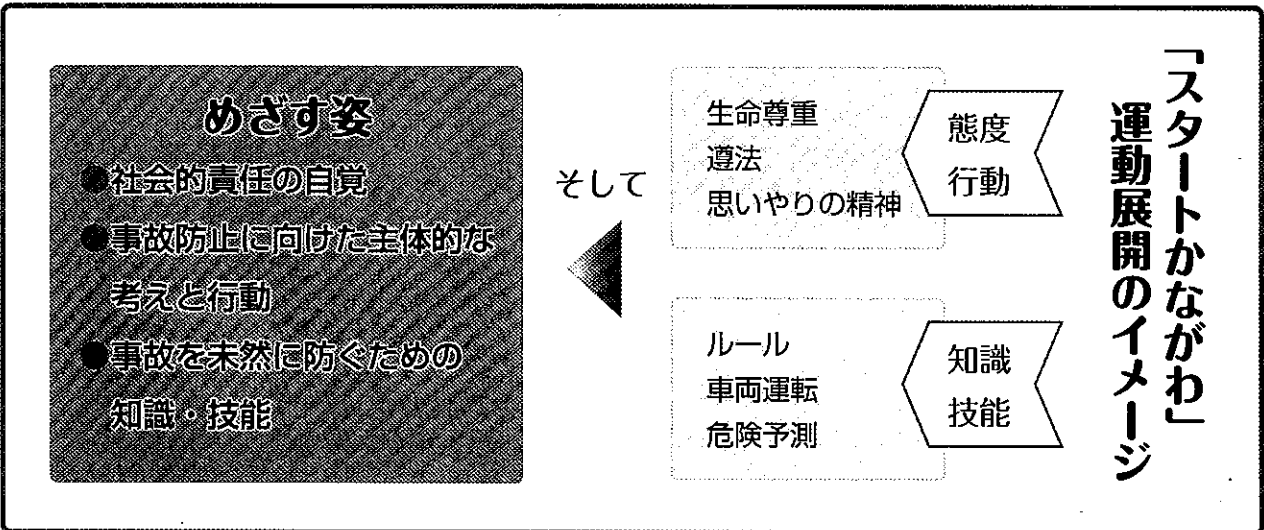 「スタートかながわ」
運動展開のイメージ
態度
行動
生命尊重
遵法
思いやりの精神
知識
技能
ルール
車両運転
危険予測
そして
めざす姿
●社会的責任の自覚
●事故防止に向けた主体的な
考えと行動
●事故を未然に防ぐための
知識・技能